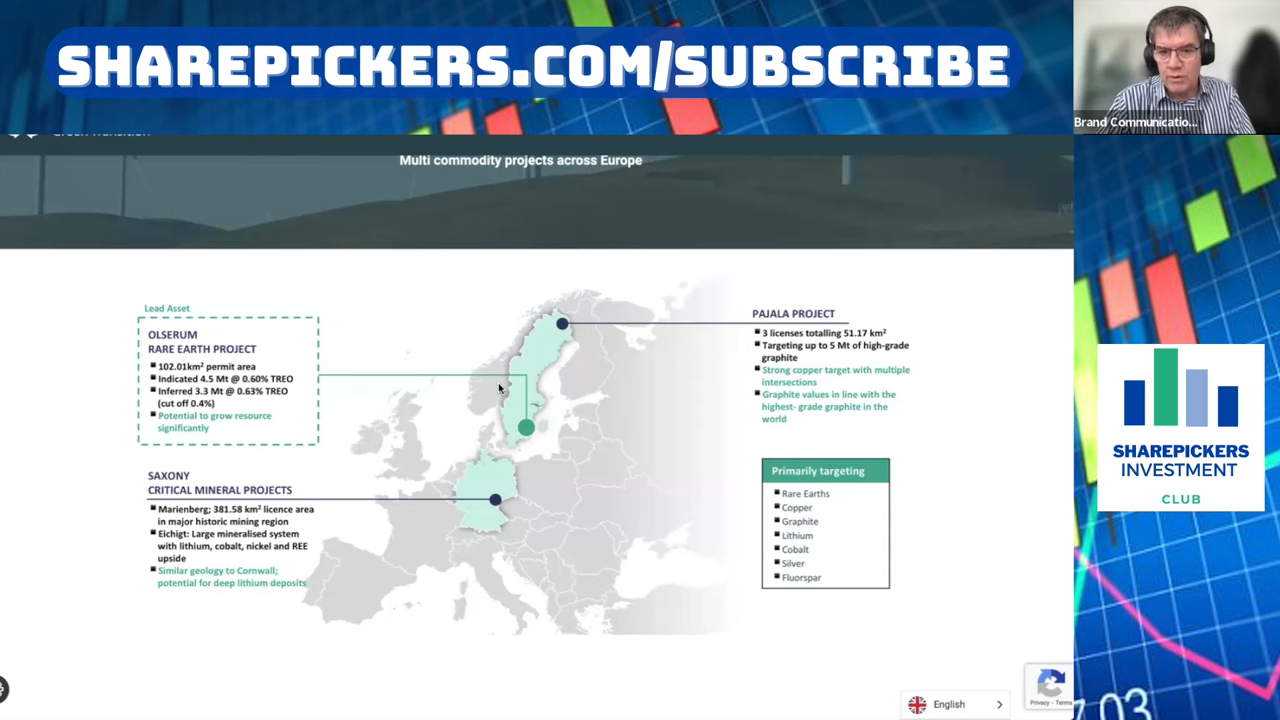 SHAREPICKERS.COM/SUBSCRIBE
Brand Communicatio...
Multi commodity projects across Europe
Lead Asset
OLSERUM
RARE EARTH PROJECT
102.01km² permit area
Indicated 4.5 Mt @ 0.60% TREO
Inferred 3.3 Mt @ 0.63% TREO
(cut off 0.4%)
Potential to grow resource
significantly
SAXONY
CRITICAL MINERAL PROJECTS
Marienberg; 381.58 km² licence area
in major historic mining region
Eichigt: Large mineralised system
with lithium, cobalt, nickel and REE
upside
Similar geology to Cornwall;
potential for deep lithium deposits
PAJALA PROJECT
3 licenses totalling 51.17 km²
Targeting up to 5 Mt of high-grade
graphite
Strong copper target with multiple
intersections
Graphite values in line with the
highest- grade graphite in the
world
Primarily targeting
Rare Earths
Copper
Graphite
Lithium
Cobalt
Silver
Fluorspar
SHAREPICKERS
INVESTMENT
CLUB
English
Privacy - Terms